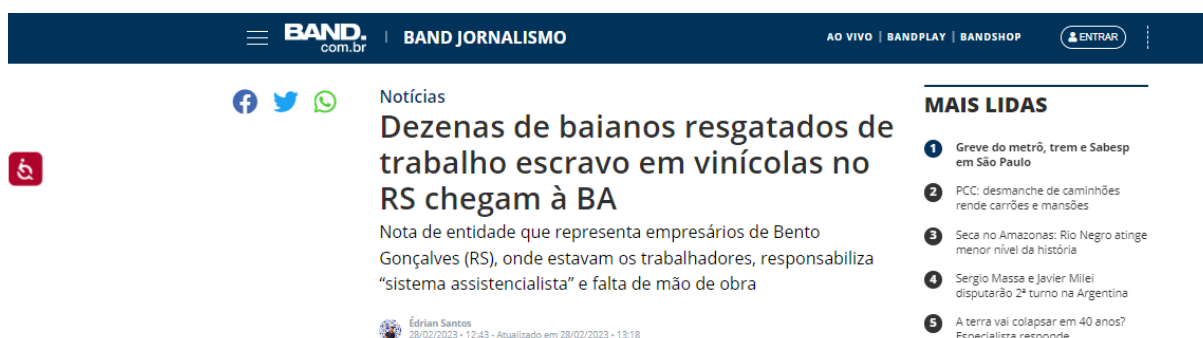 BAND.
com.br
BAND JORNALISMO
AO VIVO | BANDPLAY | BANDSHOP
ENTRAR
Notícias
Dezenas de baianos resgatados de
trabalho escravo em vinícolas no
RS chegam à BA
Nota de entidade que representa empresários de Bento
Gonçalves (RS), onde estavam os trabalhadores, responsabiliza
“sistema assistencialista” e falta de mão de obra
Édrian Santos
28/02/2023 • 12:43 - Atualizado em 28/02/2023 • 13:18
MAIS LIDAS
1 Greve do metrô, trem e Sabesp
em São Paulo
2 PCC: desmanche de caminhões
rende carrões e mansões
3 Seca no Amazonas: Rio Negro atinge
menor nível da história
4 Sergio Massa e Javier Milei
disputarão 2º turno na Argentina
5 A terra vai colapsar em 40 anos?
Especialista responde